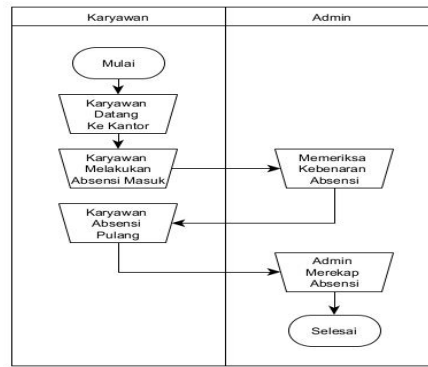 Karyawan
Admin
Mulai
Karyawan
Datang
Ke Kantor
Karyawan
Melakukan
Absensi Masuk
Memeriksa
Kebenaran
Absensi
Karyawan
Absensi
Pulang
Admin
Merekap
Absensi
Selesai